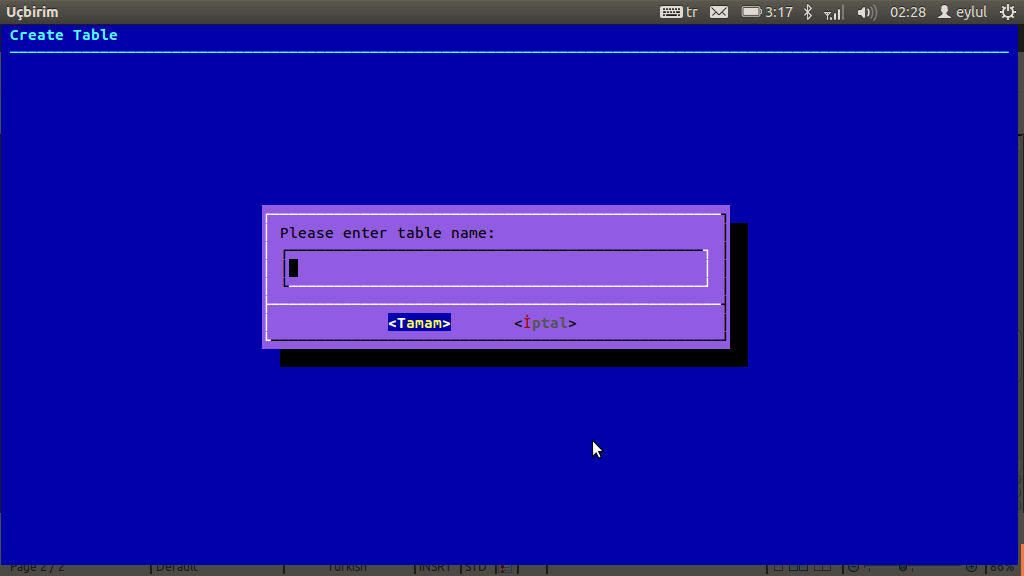 Uçbirim tr 3:17 02:28 eylul
Create Table
Please enter table name:
<Tamam> <İptal>
Page 2 / 2 Default Turkish INSRT STD 86%